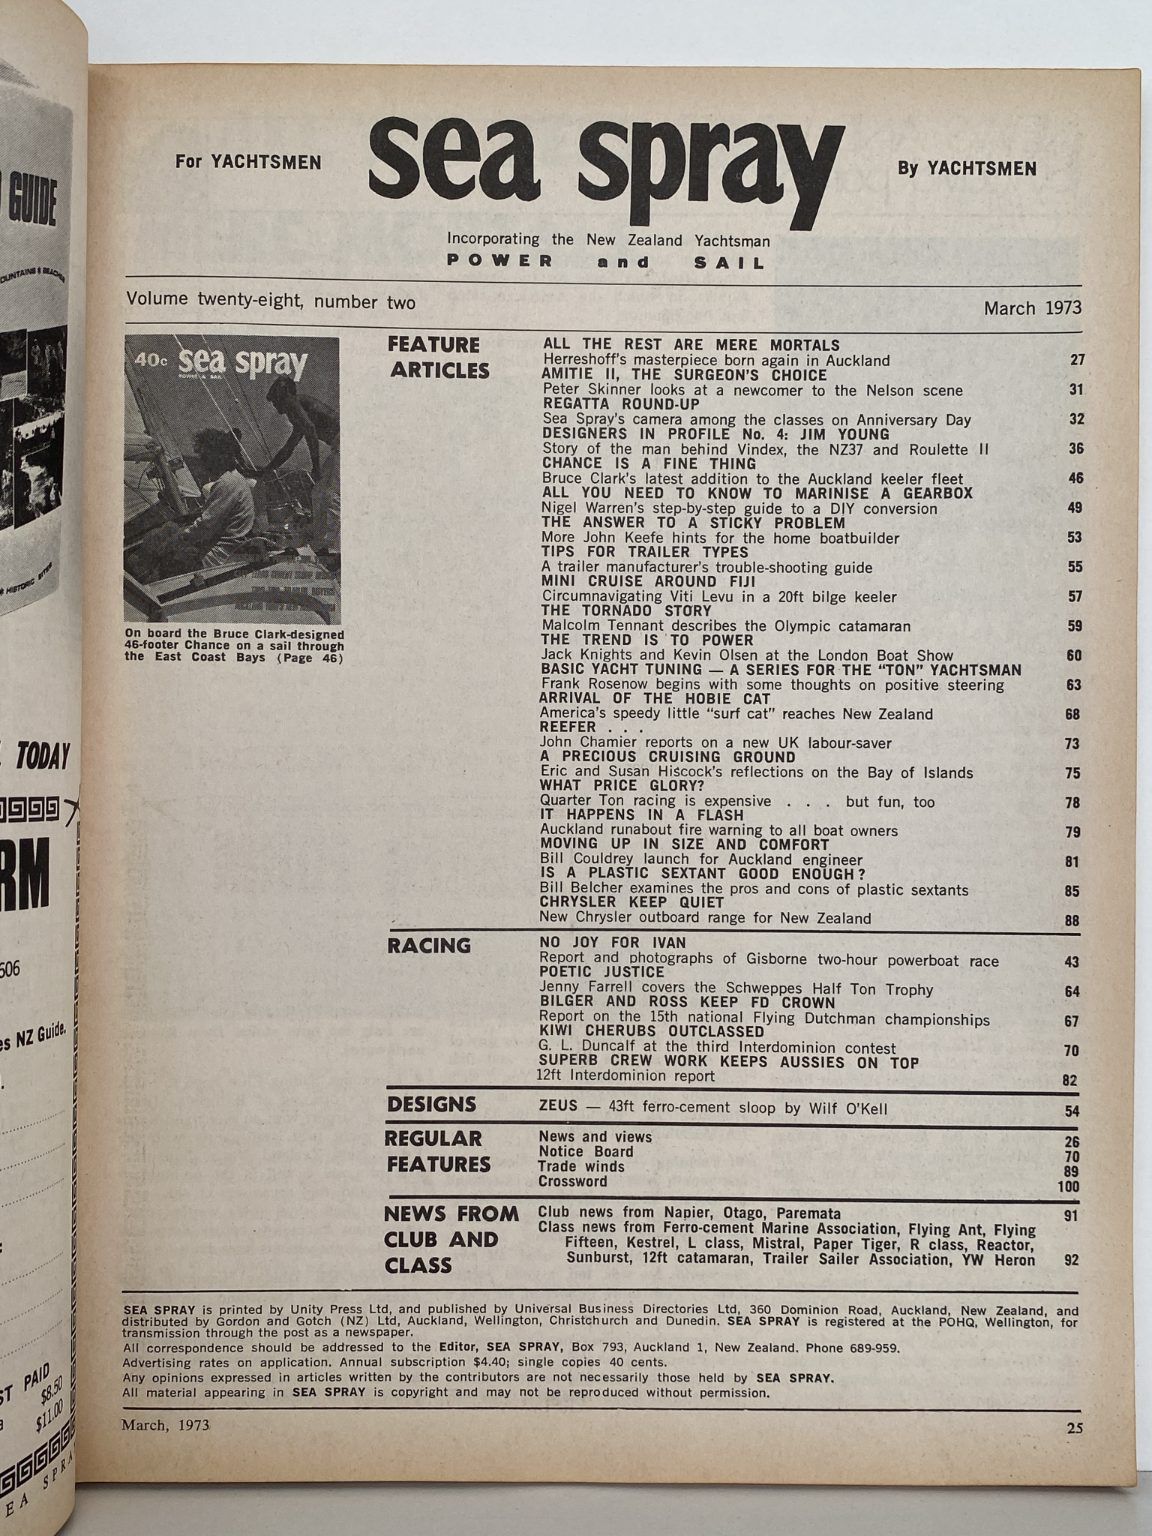 GUIDE
TODAY
RM
606
es NZ Guide.
PAID
$8.50
$11.00
For YACHTSMEN
sea spray
By YACHTSMEN
Incorporating the New Zealand Yachtsman
POWER and SAIL
Volume twenty-eight, number two
March 1973
40c sea spray
On board the Bruce Clark-designed
46-footer Chance on a sail through
the East Coast Bays (Page 46)
FEATURE
ARTICLES
ALL THE REST ARE MERE MORTALS
Herreshoff's masterpiece born again in Auckland 27
AMITIE II, THE SURGEON'S CHOICE
Peter Skinner looks at a newcomer to the Nelson scene 31
REGATTA ROUND-UP
Sea Spray's camera among the classes on Anniversary Day 32
DESIGNERS IN PROFILE No. 4: JIM YOUNG
Story of the man behind Vindex, the NZ37 and Roulette II 36
CHANCE IS A FINE THING
Bruce Clark's latest addition to the Auckland keeler fleet 46
ALL YOU NEED TO KNOW TO MARINISE A GEARBOX
Nigel Warren's step-by-step guide to a DIY conversion 49
THE ANSWER TO A STICKY PROBLEM
More John Keefe hints for the home boatbuilder 53
TIPS FOR TRAILER TYPES
A trailer manufacturer's trouble-shooting guide 55
MINI CRUISE AROUND FIJI
Circumnavigating Viti Levu in a 20ft bilge keeler 57
THE TORNADO STORY
Malcolm Tennant describes the Olympic catamaran 59
THE TREND IS TO POWER
Jack Knights and Kevin Olsen at the London Boat Show 60
BASIC YACHT TUNING — A SERIES FOR THE "TON" YACHTSMAN
Frank Rosenow begins with some thoughts on positive steering 63
ARRIVAL OF THE HOBIE CAT
America's speedy little "surf cat" reaches New Zealand 68
REEFER . . .
John Chamier reports on a new UK labour-saver 73
A PRECIOUS CRUISING GROUND
Eric and Susan Hiscock's reflections on the Bay of Islands 75
WHAT PRICE GLORY?
Quarter Ton racing is expensive . . . but fun, too 78
IT HAPPENS IN A FLASH
Auckland runabout fire warning to all boat owners 79
MOVING UP IN SIZE AND COMFORT
Bill Couldrey launch for Auckland engineer 81
IS A PLASTIC SEXTANT GOOD ENOUGH?
Bill Belcher examines the pros and cons of plastic sextants 85
CHRYSLER KEEP QUIET
New Chrysler outboard range for New Zealand 88
RACING
NO JOY FOR IVAN
Report and photographs of Gisborne two-hour powerboat race 43
POETIC JUSTICE
Jenny Farrell covers the Schweppes Half Ton Trophy 64
BILGER AND ROSS KEEP FD CROWN
Report on the 15th national Flying Dutchman championships 67
KIWI CHERUBS OUTCLASSED
G. L. Duncalf at the third Interdominion contest 70
SUPERB CREW WORK KEEPS AUSSIES ON TOP
12ft Interdominion report 82
DESIGNS
ZEUS — 43ft ferro-cement sloop by Wilf O'Kell 54
REGULAR
FEATURES
News and views 26
Notice Board 70
Trade winds 89
Crossword 100
NEWS FROM
CLUB AND
CLASS
Club news from Napier, Otago, Paremata 91
Class news from Ferro-cement Marine Association, Flying Ant, Flying
Fifteen, Kestrel, L class, Mistral, Paper Tiger, R class, Reactor,
Sunburst, 12ft catamaran, Trailer Sailer Association, YW Heron 92
SEA SPRAY is printed by Unity Press Ltd, and published by Universal Business Directories Ltd, 360 Dominion Road, Auckland, New Zealand, and
distributed by Gordon and Gotch (NZ) Ltd, Auckland, Wellington, Christchurch and Dunedin. SEA SPRAY is registered at the POHQ, Wellington, for
transmission through the post as a newspaper.
All correspondence should be addressed to the Editor, SEA SPRAY, Box 793, Auckland 1, New Zealand. Phone 689-959.
Advertising rates on application. Annual subscription $4.40; single copies 40 cents.
Any opinions expressed in articles written by the contributors are not necessarily those held by SEA SPRAY.
All material appearing in SEA SPRAY is copyright and may not be reproduced without permission.
March, 1973
25